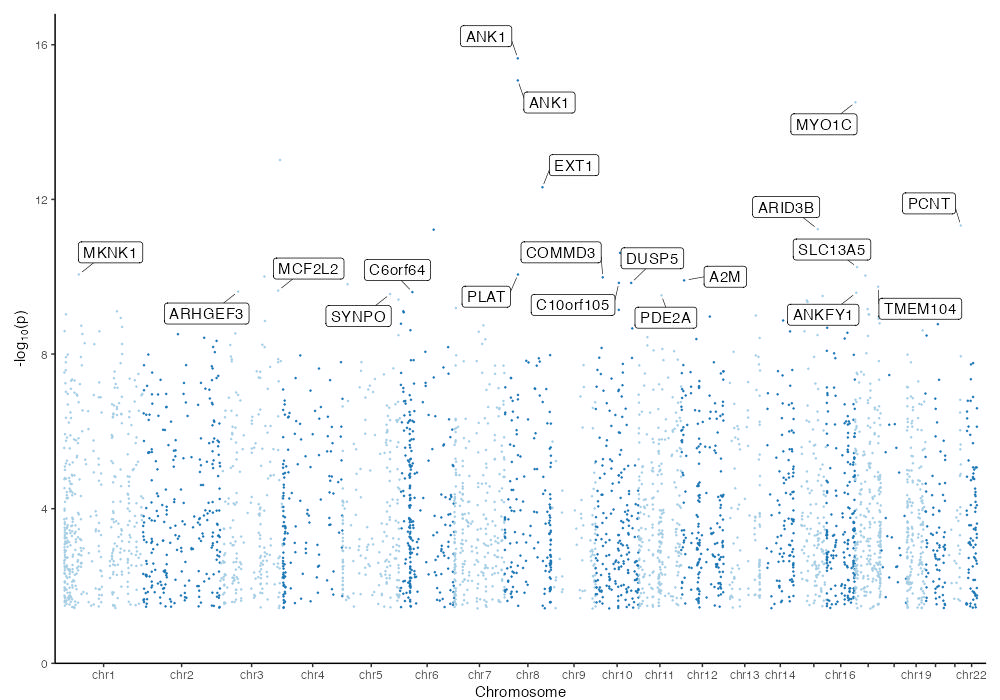 16
12
8
4
0
-log10(p)
ANK1
ANK1
MYO1C
EXT1
ARID3B
PCNT
MKNK1
COMMD3
DUSP5
SLC13A5
MCF2L2
C6orf64
A2M
PLAT
C10orf105
ARHGEF3
SYNPO
PDE2A
ANKFY1
TMEM104
chr1 chr2 chr3 chr4 chr5 chr6 chr7 chr8 chr9 chr10 chr11 chr12 chr13 chr14 chr16 chr19 chr22
Chromosome